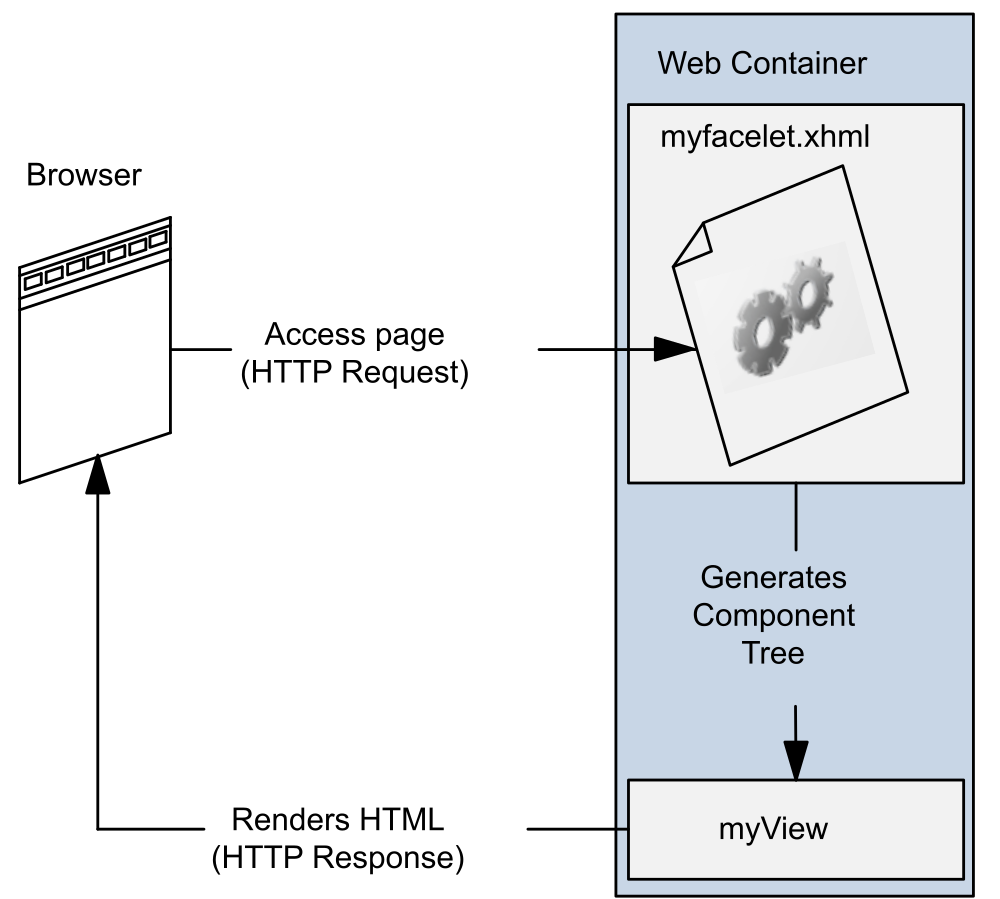 Web Container
myfacelet.xhml
Browser
Access page
(HTTP Request)
Generates
Component
Tree
Renders HTML
(HTTP Response)
myView